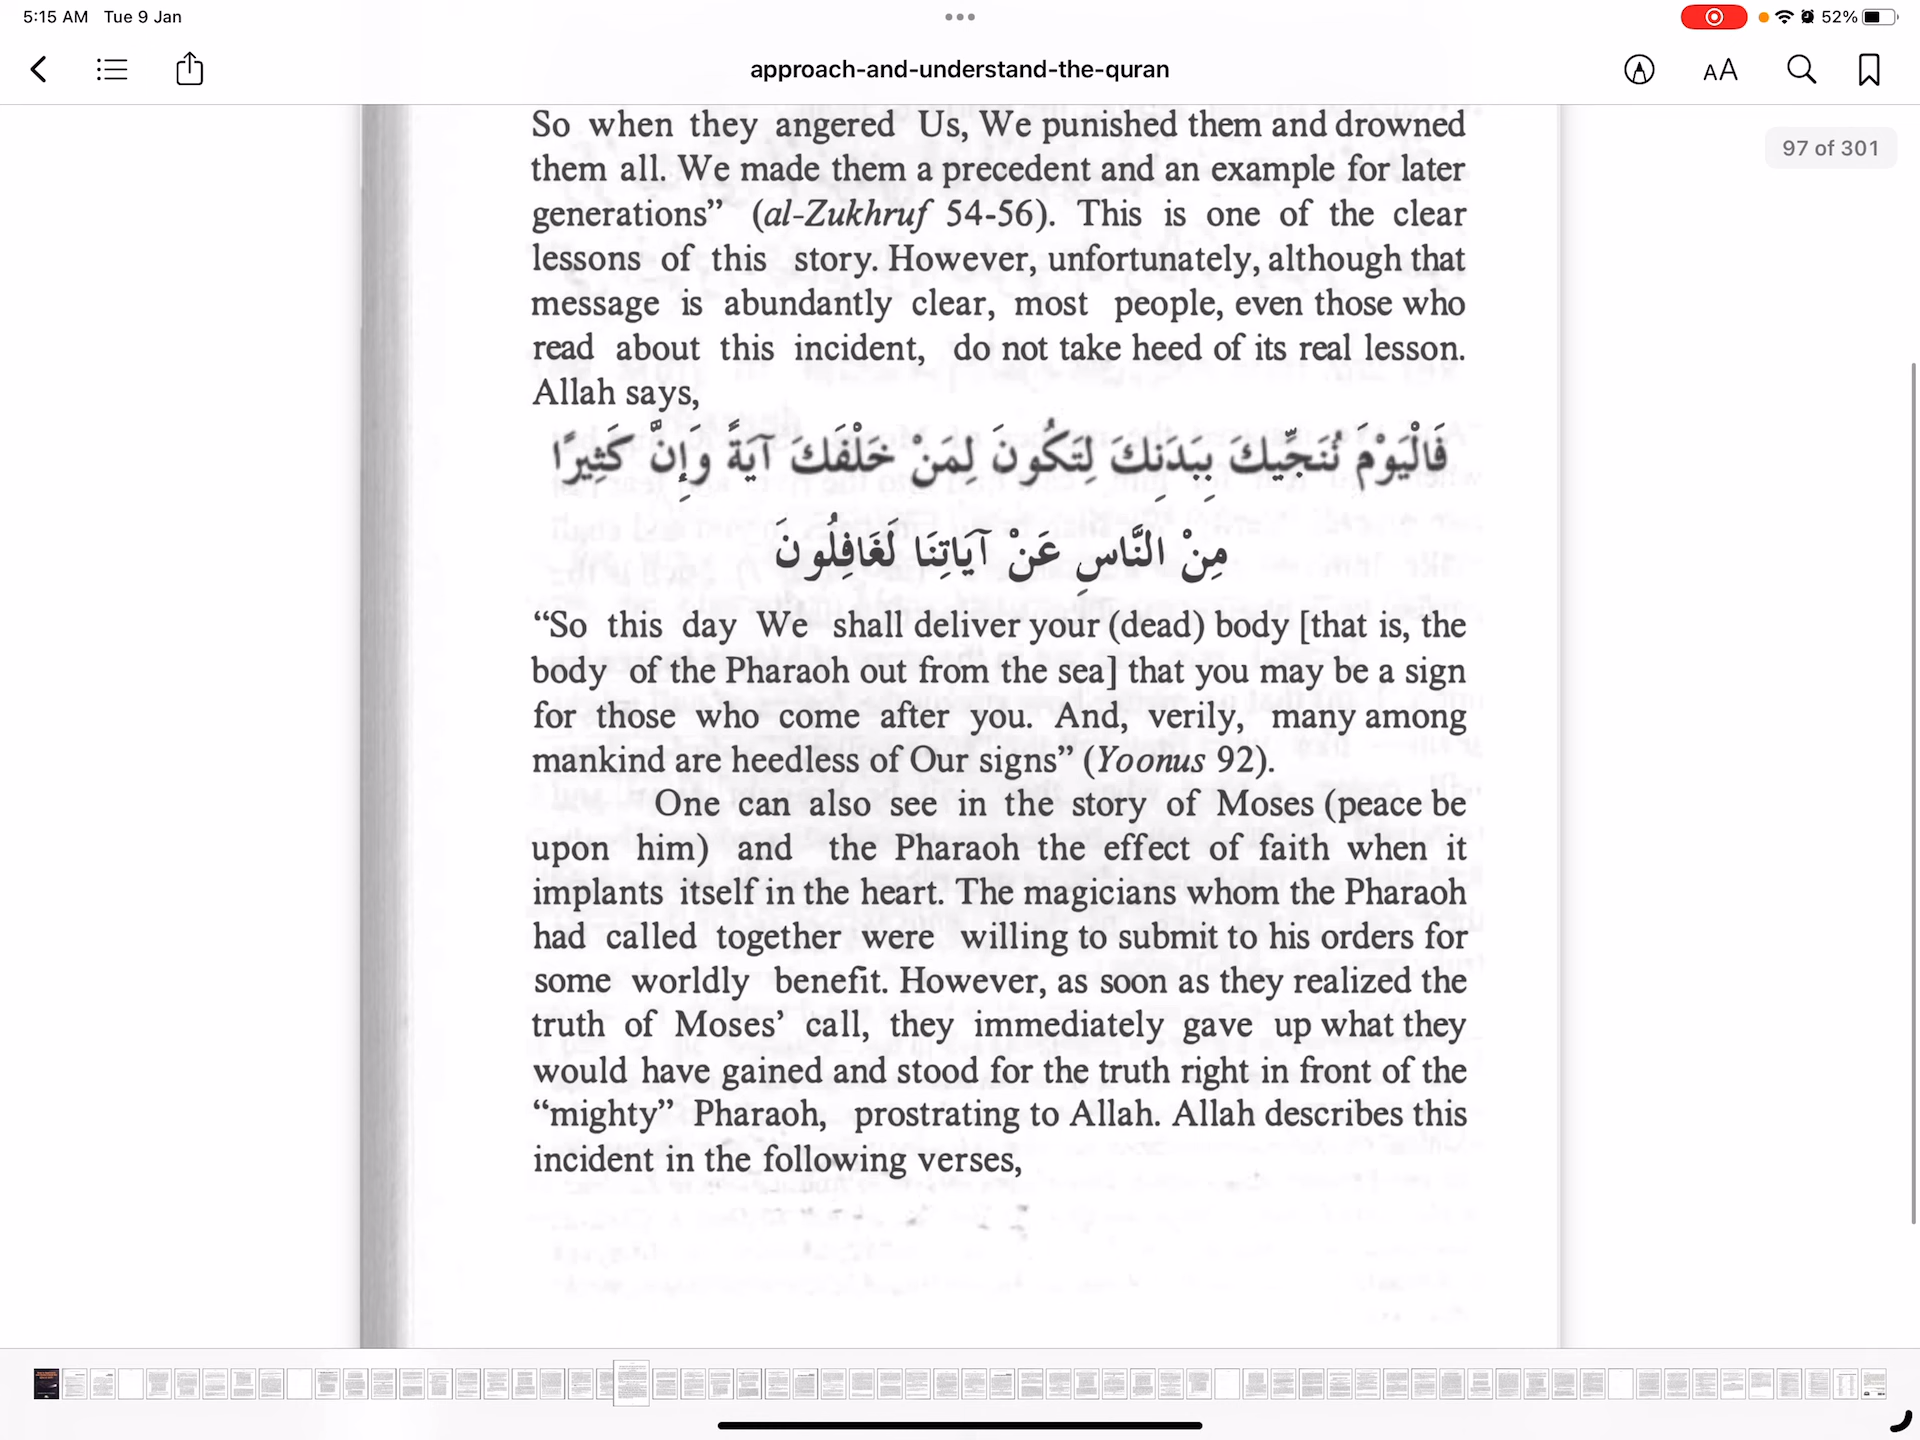 5:15 AM Tue 9 Jan
52%
approach-and-understand-the-quran
AA
97 of 301
So when they angered Us, We punished them and drowned
them all. We made them a precedent and an example for later
generations” (al-Zukhruf 54-56). This is one of the clear
lessons of this story. However, unfortunately, although that
message is abundantly clear, most people, even those who
read about this incident, do not take heed of its real lesson.
Allah says,
فَالْيَوْمَ نُنَجِّيكَ بِبَدَنِكَ لِتَكُونَ لِمَنْ خَلْفَكَ آيَةً وَإِنَّ كَثِيرًا
مِنْ النَّاسِ عَنْ آيَاتِنَا لَغَافِلُونَ
“So this day We shall deliver your (dead) body [that is, the
body of the Pharaoh out from the sea] that you may be a sign
for those who come after you. And, verily, many among
mankind are heedless of Our signs” (Yoonus 92).
One can also see in the story of Moses (peace be
upon him) and the Pharaoh the effect of faith when it
implants itself in the heart. The magicians whom the Pharaoh
had called together were willing to submit to his orders for
some worldly benefit. However, as soon as they realized the
truth of Moses’ call, they immediately gave up what they
would have gained and stood for the truth right in front of the
“mighty” Pharaoh, prostrating to Allah. Allah describes this
incident in the following verses,